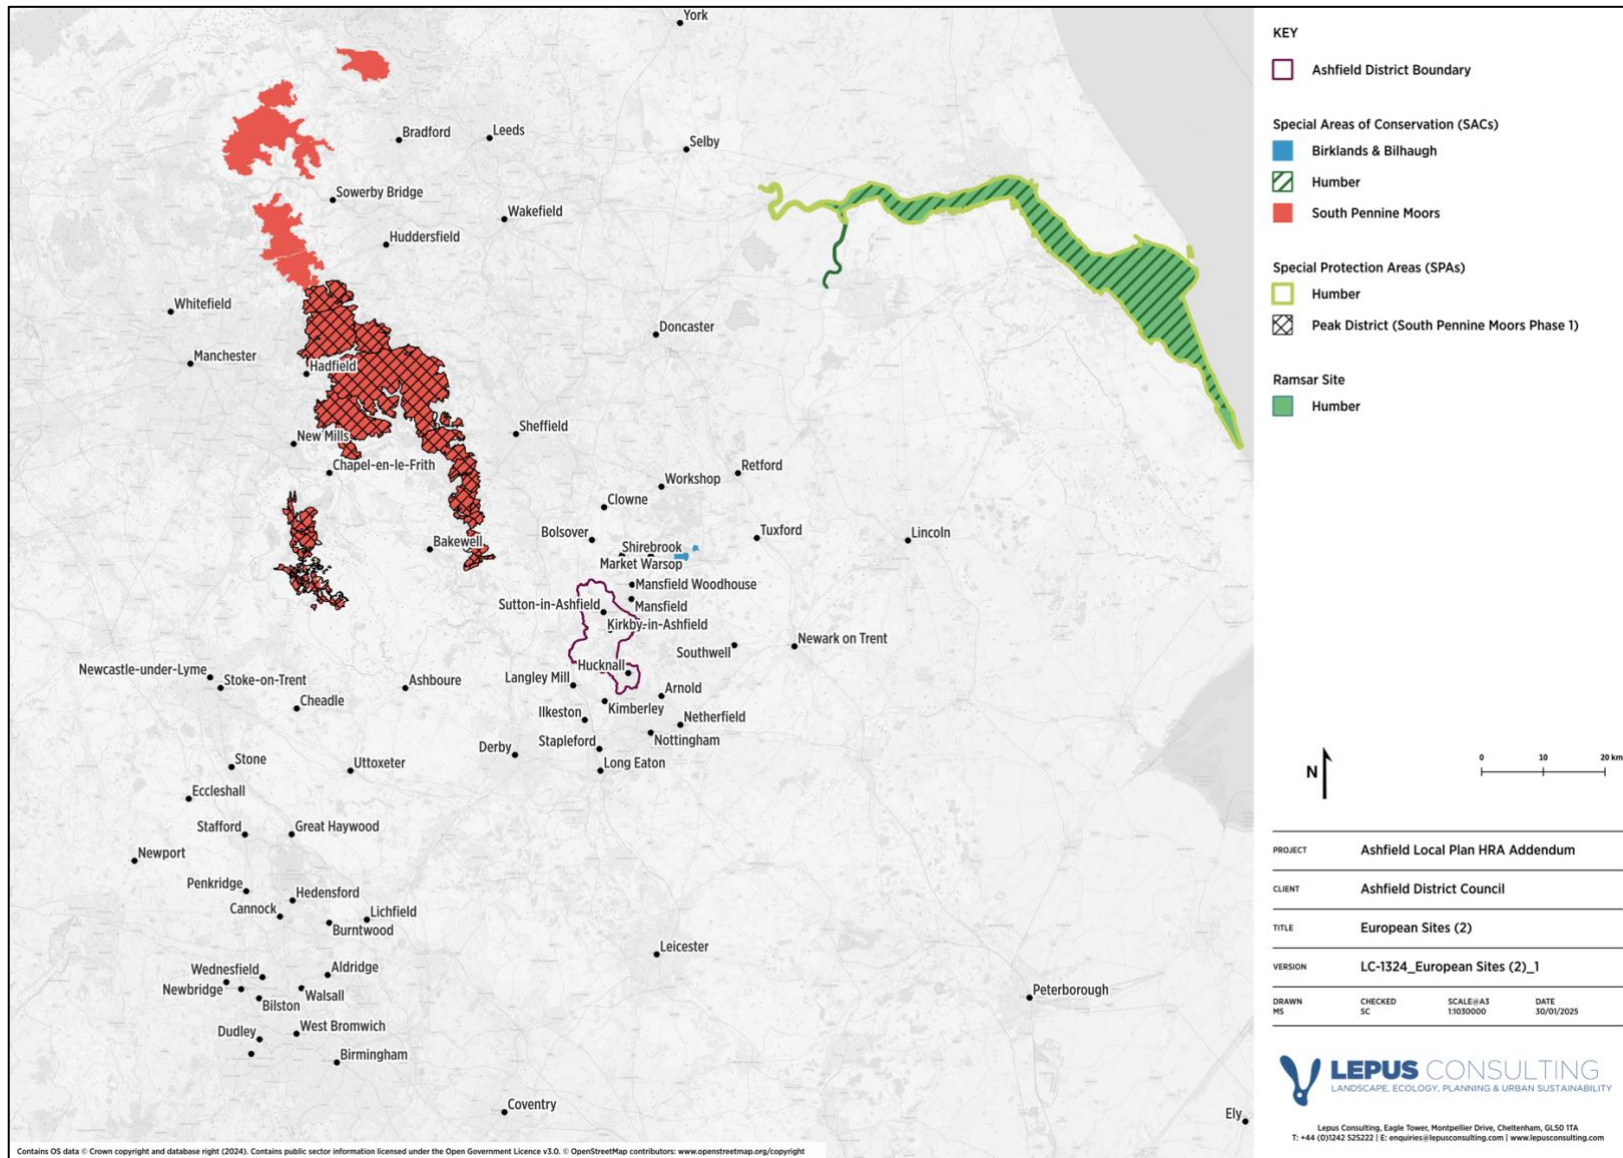 York
Bradford
Leeds
Selby
Sowerby Bridge
Wakefield
Huddersfield
Whitefield
Doncaster
Manchester
Hadfield
Sheffield
New Mills
Chapel-en-le-Frith
Retford
Workshop
Clowne
Bolsover
Tuxford
Lincoln
Bakewell
Shirebrook
Market Warsop
Mansfield Woodhouse
Sutton-in-Ashfield
Mansfield
Kirkby-in-Ashfield
Newark on Trent
Southwell
Newcastle-under-Lyme
Hucknall
Stoke-on-Trent
Ashboure
Langley Mill
Arnold
Cheadle
Kimberley
Ilkeston
Netherfield
Derby
Stapleford
Nottingham
Stone
Uttoxeter
Long Eaton
Eccleshall
Stafford
Great Haywood
Newport
Penkridge
Hedensford
Cannock
Lichfield
Burntwood
Leicester
Wednesfield
Aldridge
Newbridge
Walsall
Bilston
Peterborough
Dudley
West Bromwich
Birmingham
Coventry
Ely
Contains OS data © Crown copyright and database right (2024). Contains public sector information licensed under the Open Government Licence v3.0. © OpenStreetMap contributors: www.openstreetmap.org/copyright
KEY
Ashfield District Boundary
Special Areas of Conservation (SACs)
Birklands & Bilhaugh
Humber
South Pennine Moors
Special Protection Areas (SPAs)
Humber
Peak District (South Pennine Moors Phase 1)
Ramsar Site
Humber
N
0 10 20 km
PROJECT Ashfield Local Plan HRA Addendum
CLIENT Ashfield District Council
TITLE European Sites (2)
VERSION LC-1324_European Sites (2)_1
DRAWN CHECKED SCALE@A3 DATE
MS SC 1:1030000 30/01/2025
LEPUS CONSULTING
LANDSCAPE, ECOLOGY, PLANNING & URBAN SUSTAINABILITY
Lepus Consulting, Eagle Tower, Montpellier Drive, Cheltenham, GL50 1TA
T: +44 (0)1242 525222 | E: enquiries@lepusconsulting.com | www.lepusconsulting.com